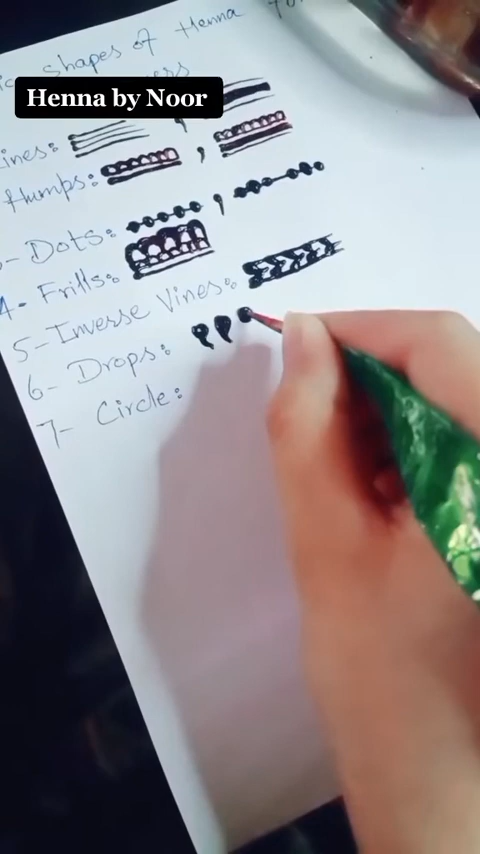 shapes of Henna
Henna by Noor
Lines:
Humps:
Dots:
4- Frills:
5- Inverse Vines:
6- Drops:
7- Circle: